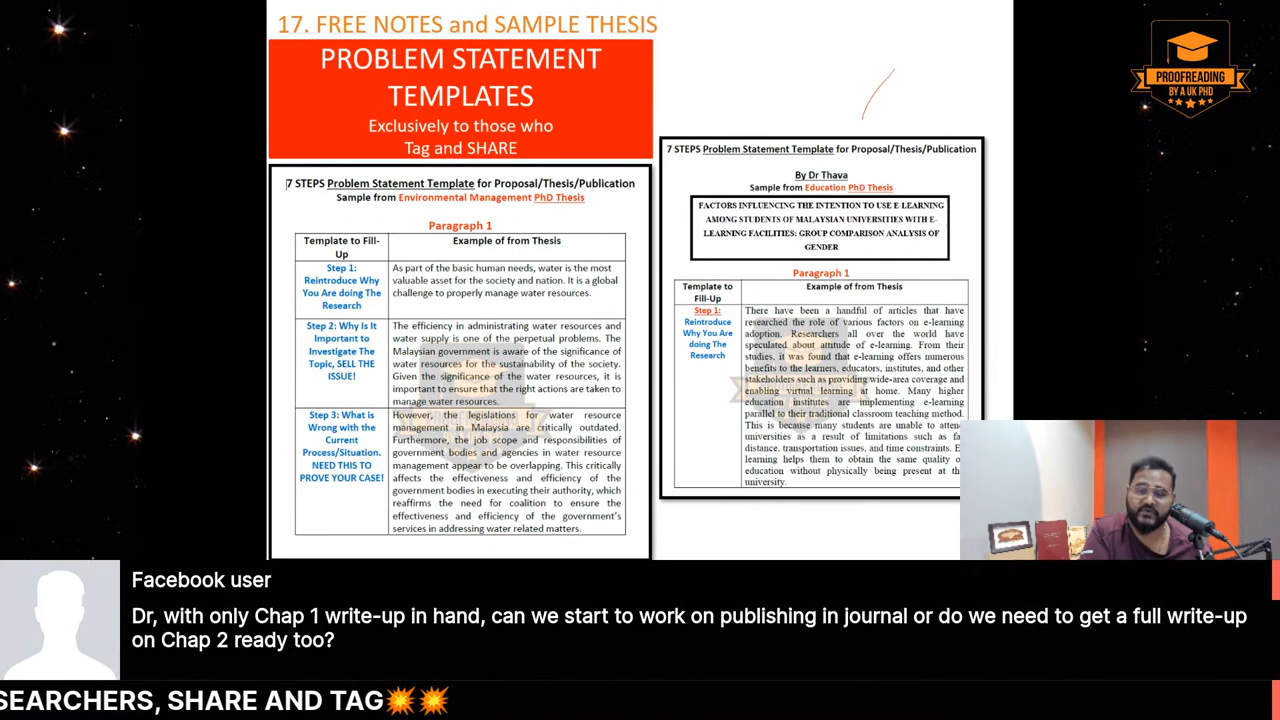 17. FREE NOTES and SAMPLE THESIS
PROBLEM STATEMENT
TEMPLATES
Exclusively to those who
Tag and SHARE
7 STEPS Problem Statement Template for Proposal/Thesis/Publication
Sample from Environmental Management PhD Thesis
Paragraph 1
Template to Fill-
Up
Example of from Thesis
Step 1:
Reintroduce Why
You Are doing The
Research
As part of the basic human needs, water is the most
valuable asset for the society and nation. It is a global
challenge to properly manage water resources.
Step 2: Why Is It
Important to
Investigate The
Topic, SELL THE
ISSUE!
The efficiency in administrating water resources and
water supply is one of the perpetual problems. The
Malaysian government is aware of the significance of
water resources for the sustainability of the society.
Given the significance of the water resources, it is
important to ensure that the right actions are taken to
manage water resources.
Step 3: What is
Wrong with the
Current
Process/Situation.
NEED THIS TO
PROVE YOUR CASE!
However, the legislations for water resource
management in Malaysia are critically outdated.
Furthermore, the job scope and responsibilities of
government bodies and agencies in water resource
management appear to be overlapping. This critically
affects the effectiveness and efficiency of the
government bodies in executing their authority, which
reaffirms the need for coalition to ensure the
effectiveness and efficiency of the government's
services in addressing water related matters.
7 STEPS Problem Statement Template for Proposal/Thesis/Publication
By Dr Thava
Sample from Education PhD Thesis
FACTORS INFLUENCING THE INTENTION TO USE E-LEARNING
AMONG STUDENTS OF MALAYSIAN UNIVERSITIES WITH E-
LEARNING FACILITIES: GROUP COMPARISON ANALYSIS OF
GENDER
Paragraph 1
Template to
Fill-Up
Example of from Thesis
Step 1:
Reintroduce
Why You Are
doing The
Research
There have been a handful of articles that have
researched the role of various factors on e-learning
adoption. Researchers all over the world have
speculated about attitude of e-learning. From their
studies, it was found that e-learning offers numerous
benefits to the learners, educators, institutes, and other
stakeholders such as providing wide-area coverage and
enabling virtual learning at home. Many higher
education institutes are implementing e-learning
parallel to their traditional classroom teaching method.
This is because many students are unable to atten
universities as a result of limitations such as fa
distance, transportation issues, and time constraints. E
learning helps them to obtain the same quality o
education without physically being present at th
university.
PROOFREADING
BY A UK PHD
Facebook user
Dr, with only Chap 1 write-up in hand, can we start to work on publishing in journal or do we need to get a full write-up
on Chap 2 ready too?
SEARCHERS, SHARE AND TAG💥💥